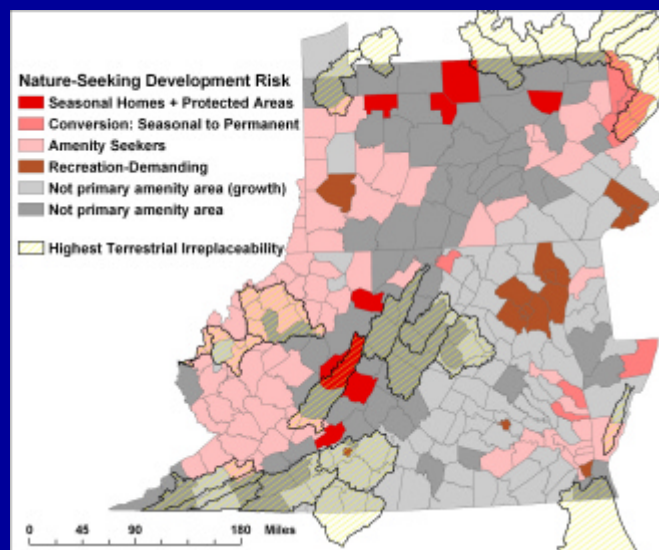 Nature-Seeking Development Risk
Seasonal Homes + Protected Areas
Conversion: Seasonal to Permanent
Amenity Seekers
Recreation-Demanding
Not primary amenity area (growth)
Not primary amenity area
Highest Terrestrial Irreplaceability
0 45 90 180 Miles